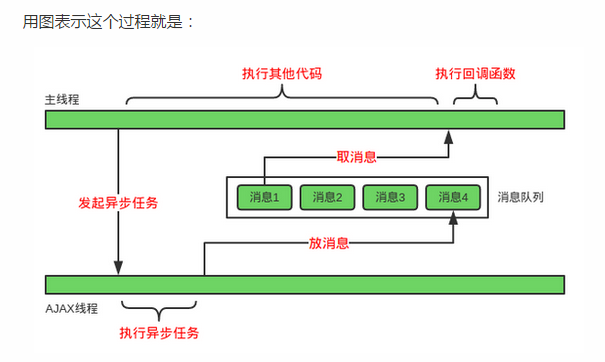 用图表示这个过程就是：
执行其他代码
执行回调函数
主线程
取消息
消息1
消息2
消息3
消息4
消息队列
发起异步任务
放消息
AJAX线程
执行异步任务